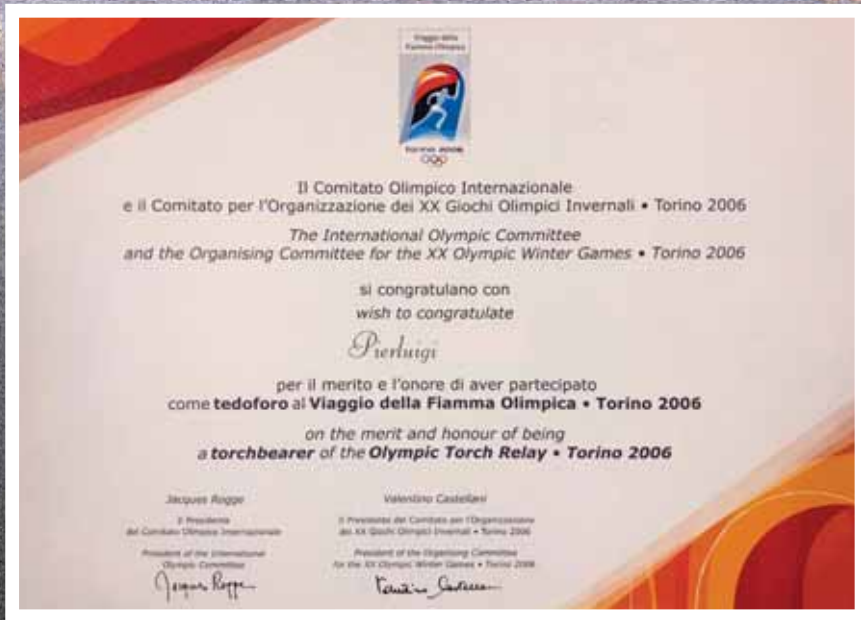 Viaggio della
Fiamma Olimpica
torino 2006
Il Comitato Olimpico Internazionale
e il Comitato per l'Organizzazione dei XX Giochi Olimpici Invernali • Torino 2006
The International Olympic Committee
and the Organising Committee for the XX Olympic Winter Games • Torino 2006
si congratulano con
wish to congratulate
Pierluigi
per il merito e l'onore di aver partecipato
come tedoforo al Viaggio della Fiamma Olimpica • Torino 2006
on the merit and honour of being
a torchbearer of the Olympic Torch Relay • Torino 2006
Jacques Rogge
Il Presidente
del Comitato Olimpico Internazionale
President of the International
Olympic Committee
Jacques Rogge
Valentino Castellani
Il Presidente del Comitato per l'Organizzazione
dei XX Giochi Olimpici Invernali • Torino 2006
President of the Organising Committee
for the XX Olympic Winter Games • Torino 2006
Valentino Castellani